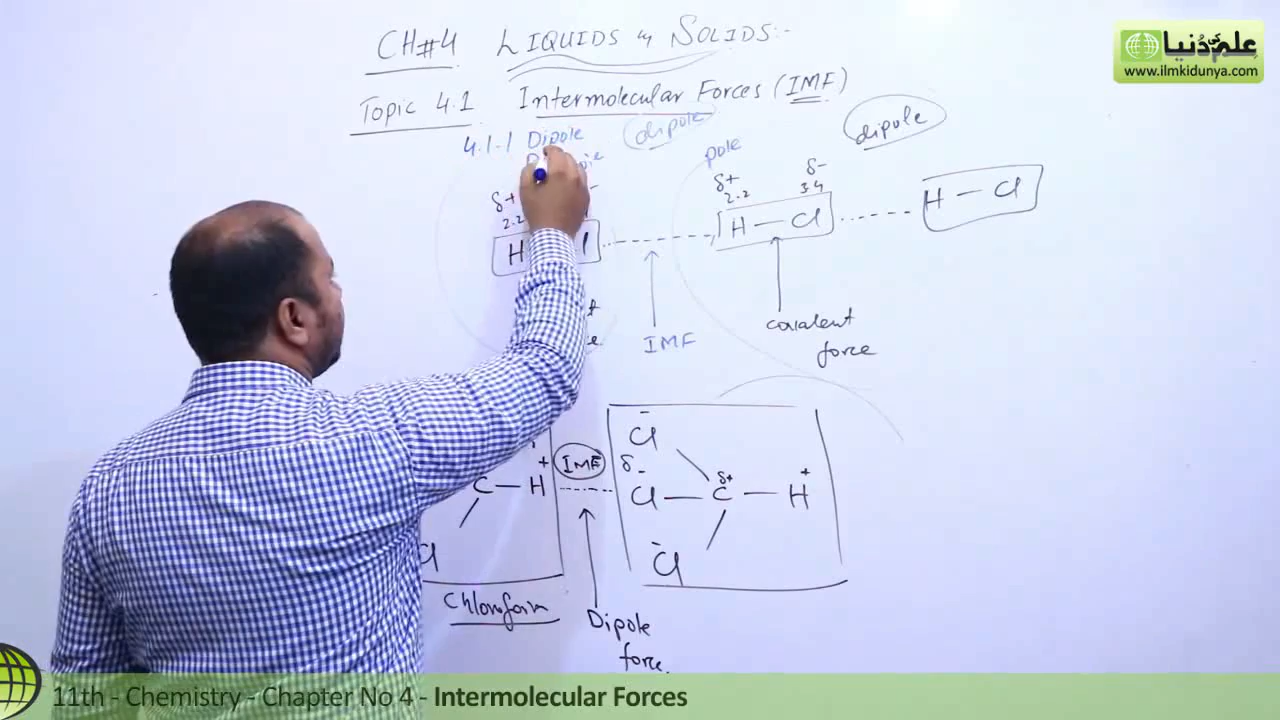 CH#4 LIQUIDS & SOLIDS:-
علم کی دُنیا
www.ilmkidunya.com
Topic 4.1 Intermolecular Forces (IMF)
4.1.1 Dipole
dipole
pole
dipole
δ+
δ+ δ-
2.2
2.2 3.4
H
H — Cl
H — Cl
IMF
covalent
force
C — H
+
IMF
Cl
-
δ-
Cl — C — H
δ+
+
Cl
-
Cl
Chloroform
Dipole
force.
11th - Chemistry - Chapter No 4 - Intermolecular Forces